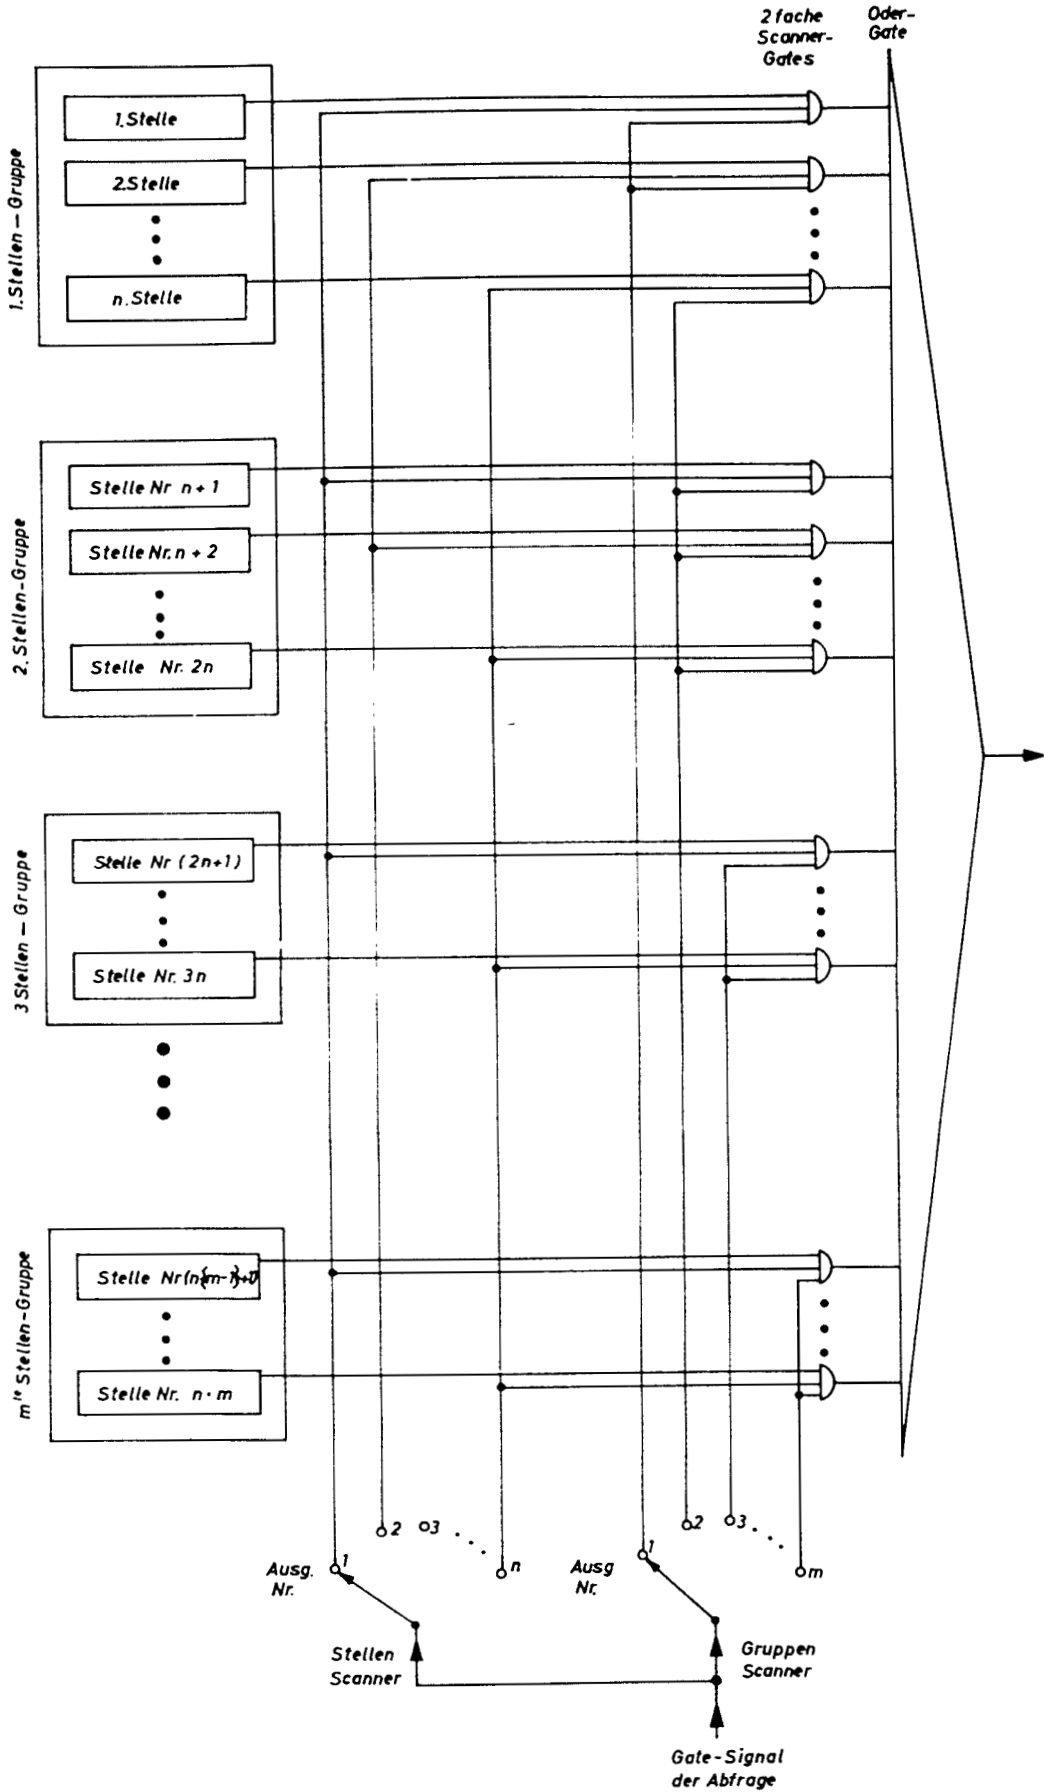 2 fache
Scanner-
Gates
Oder-
Gate
1.Stellen – Gruppe
1.Stelle
2.Stelle
n.Stelle
2. Stellen-Gruppe
Stelle Nr n + 1
Stelle Nr. n + 2
Stelle Nr. 2n
3 Stellen – Gruppe
Stelle Nr (2n+1)
Stelle Nr. 3n
mte Stellen-Gruppe
Stelle Nr(n{m-1}+1)
Stelle Nr. n · m
Ausg.
Nr.
1
2
3
n
Ausg
Nr.
1
2
3
m
Stellen
Scanner
Gruppen
Scanner
Gate-Signal
der Abfrage